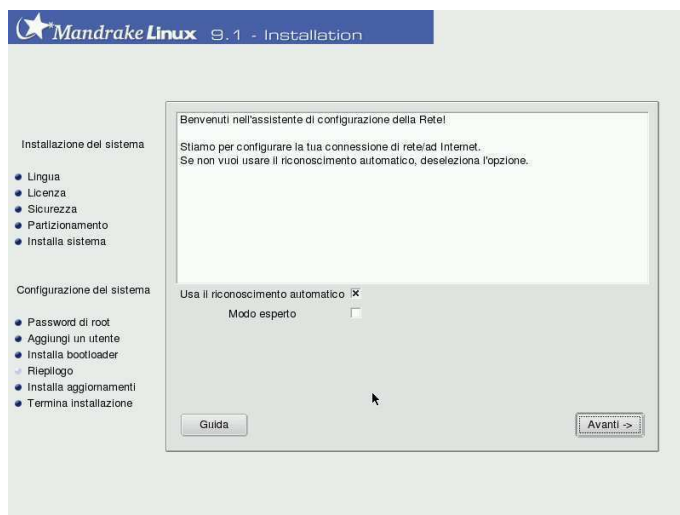 Mandrake Linux 9.1 - Installation
Installazione del sistema
Lingua
Licenza
Sicurezza
Partizionamento
Installa sistema
Configurazione del sistema
Password di root
Aggiungi un utente
Installa bootloader
Riepilogo
Installa aggiornamenti
Termina installazione
Benvenuti nell'assistente di configurazione della Rete!
Stiamo per configurare la tua connessione di rete/ad Internet.
Se non vuoi usare il riconoscimento automatico, deseleziona l'opzione.
Usa il riconoscimento automatico
Modo esperto
Guida
Avanti ->